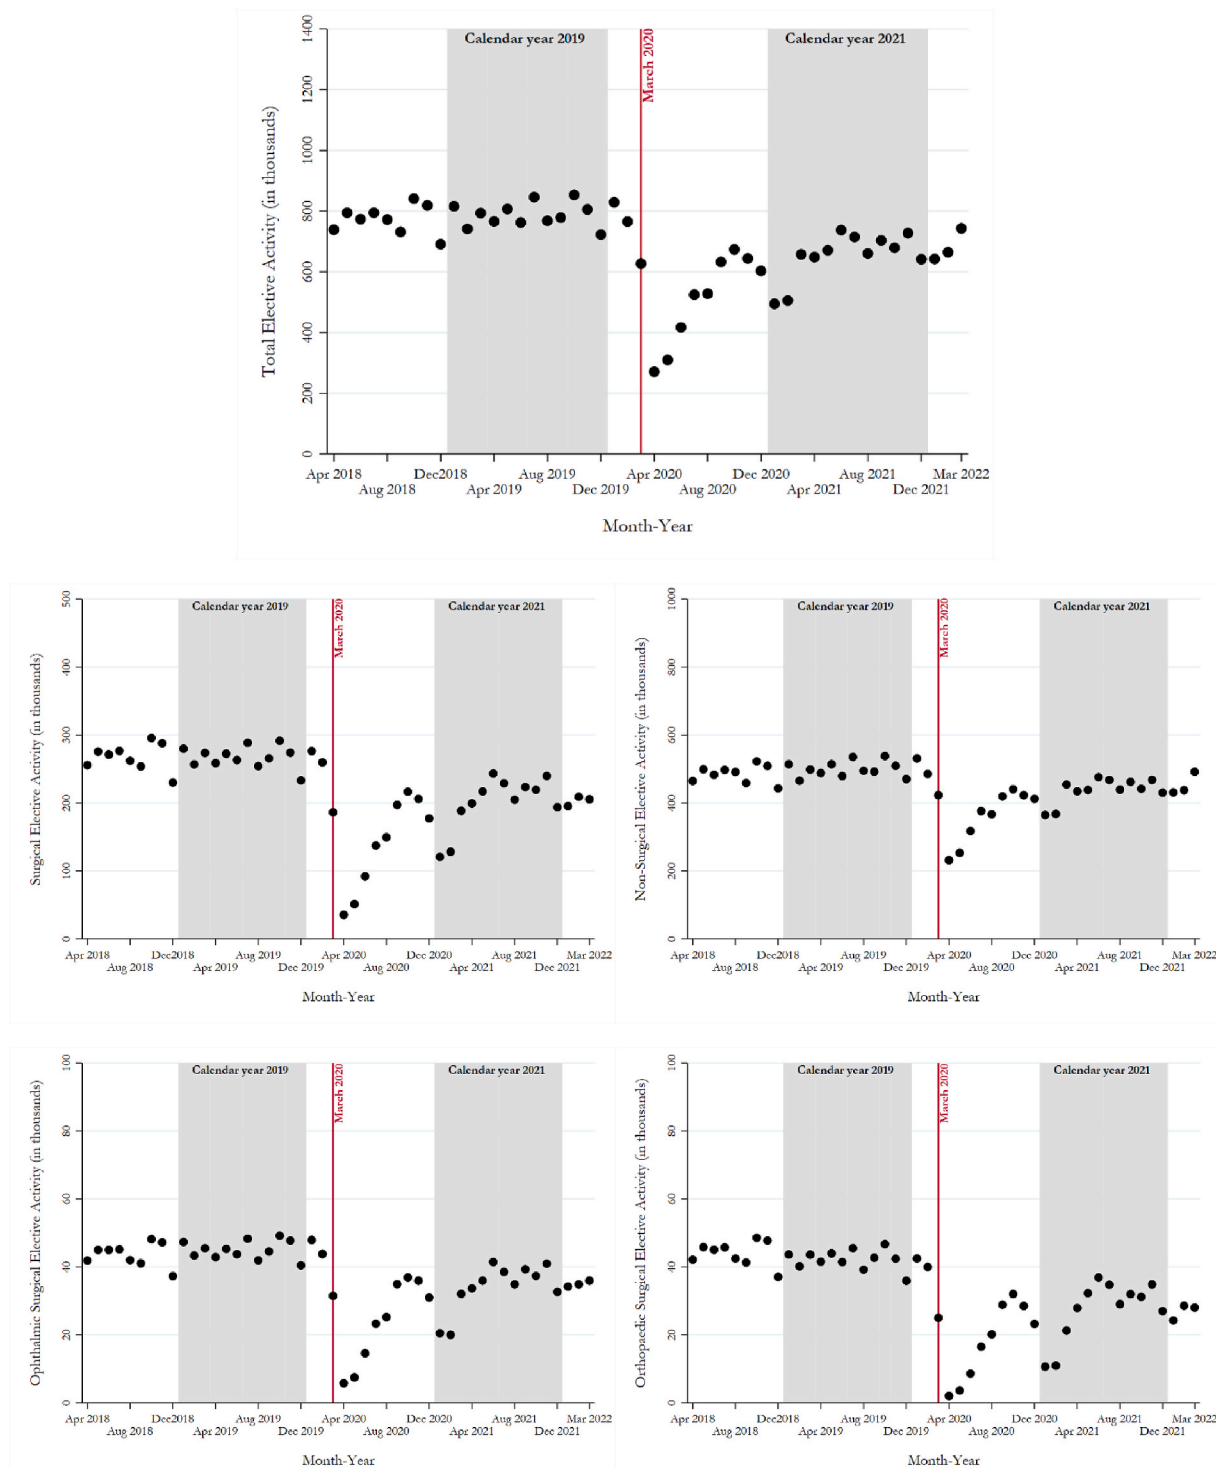 Calendar year 2019
Calendar year 2021
March 2020
Total Elective Activity (in thousands)
1400
1200
1000
800
600
400
200
0
Apr 2018 Dec2018 Aug 2019 Apr 2020 Dec 2020 Aug 2021 Mar 2022
Aug 2018 Apr 2019 Dec 2019 Aug 2020 Apr 2021 Dec 2021
Month-Year
Calendar year 2019
Calendar year 2021
March 2020
Surgical Elective Activity (in thousands)
500
400
300
200
100
0
Apr 2018 Dec2018 Aug 2019 Apr 2020 Dec 2020 Aug 2021 Mar 2022
Aug 2018 Apr 2019 Dec 2019 Aug 2020 Apr 2021 Dec 2021
Month-Year
Calendar year 2019
Calendar year 2021
March 2020
Non-Surgical Elective Activity (in thousands)
1000
800
600
400
200
0
Apr 2018 Dec2018 Aug 2019 Apr 2020 Dec 2020 Aug 2021 Mar 2022
Aug 2018 Apr 2019 Dec 2019 Aug 2020 Apr 2021 Dec 2021
Month-Year
Calendar year 2019
Calendar year 2021
March 2020
Ophthalmic Surgical Elective Activity (in thousands)
100
80
60
40
20
0
Apr 2018 Dec2018 Aug 2019 Apr 2020 Dec 2020 Aug 2021 Mar 2022
Aug 2018 Apr 2019 Dec 2019 Aug 2020 Apr 2021 Dec 2021
Month-Year
Calendar year 2019
Calendar year 2021
March 2020
Orthopaedic Surgical Elective Activity (in thousands)
100
80
60
40
20
0
Apr 2018 Dec2018 Aug 2019 Apr 2020 Dec 2020 Aug 2021 Mar 2022
Aug 2018 Apr 2019 Dec 2019 Aug 2020 Apr 2021 Dec 2021
Month-Year